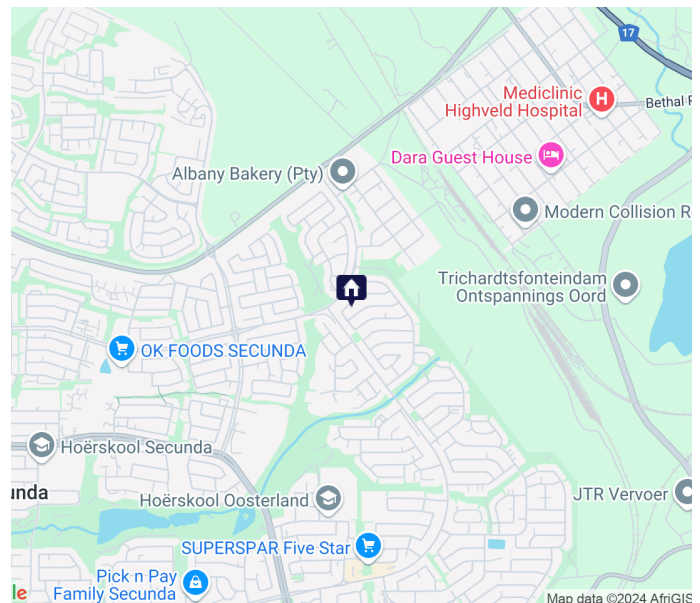 17
Mediclinic
Highveld Hospital
Bethal
Dara Guest House
Albany Bakery (Pty)
Modern Collision R
Trichardtsfonteindam
Ontspannings Oord
OK FOODS SECUNDA
Hoërskool Secunda
unda
Hoërskool Oosterland
JTR Vervoer
SUPERSPAR Five Star
Pick n Pay
Family Secunda
le
Map data ©2024 AfriGIS